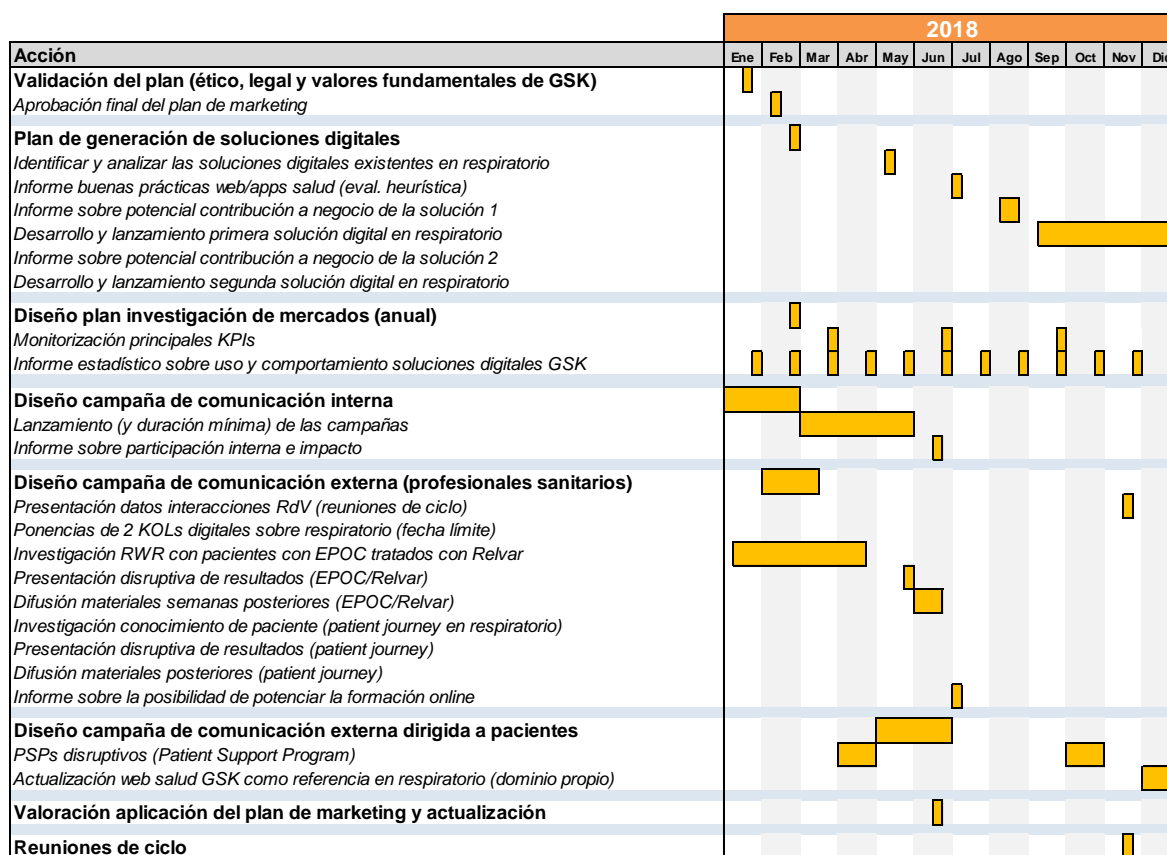 2018
Acción Ene Feb Mar Abr May Jun Jul Ago Sep Oct Nov Dic
Validación del plan (ético, legal y valores fundamentales de GSK)
Aprobación final del plan de marketing
Plan de generación de soluciones digitales
Identificar y analizar las soluciones digitales existentes en respiratorio
Informe buenas prácticas web/apps salud (eval. heurística)
Informe sobre potencial contribución a negocio de la solución 1
Desarrollo y lanzamiento primera solución digital en respiratorio
Informe sobre potencial contribución a negocio de la solución 2
Desarrollo y lanzamiento segunda solución digital en respiratorio
Diseño plan investigación de mercados (anual)
Monitorización principales KPIs
Informe estadístico sobre uso y comportamiento soluciones digitales GSK
Diseño campaña de comunicación interna
Lanzamiento (y duración mínima) de las campañas
Informe sobre participación interna e impacto
Diseño campaña de comunicación externa (profesionales sanitarios)
Presentación datos interacciones RdV (reuniones de ciclo)
Ponencias de 2 KOLs digitales sobre respiratorio (fecha límite)
Investigación RWR con pacientes con EPOC tratados con Relvar
Presentación disruptiva de resultados (EPOC/Relvar)
Difusión materiales semanas posteriores (EPOC/Relvar)
Investigación conocimiento de paciente (patient journey en respiratorio)
Presentación disruptiva de resultados (patient journey)
Difusión materiales posteriores (patient journey)
Informe sobre la posibilidad de potenciar la formación online
Diseño campaña de comunicación externa dirigida a pacientes
PSPs disruptivos (Patient Support Program)
Actualización web salud GSK como referencia en respiratorio (dominio propio)
Valoración aplicación del plan de marketing y actualización
Reuniones de ciclo